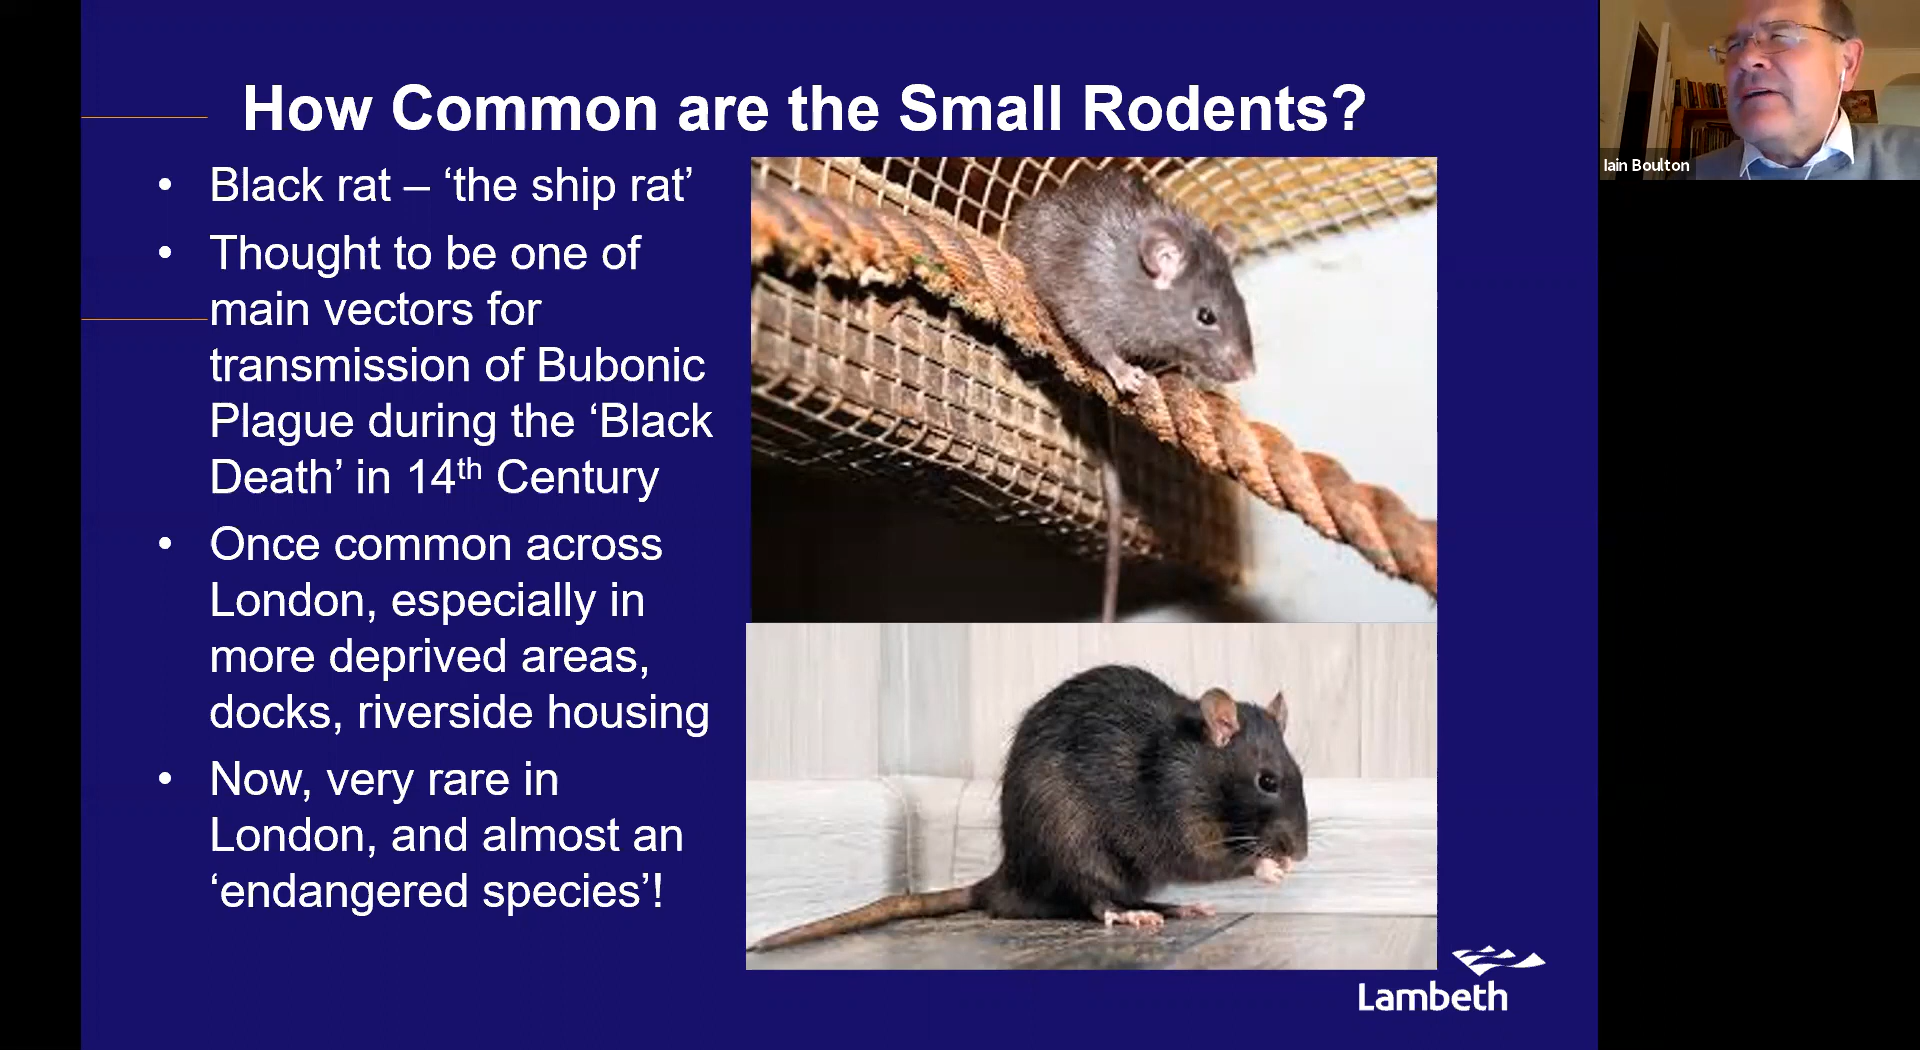 How Common are the Small Rodents?
• Black rat – ‘the ship rat’
• Thought to be one of
main vectors for
transmission of Bubonic
Plague during the ‘Black
Death’ in 14th Century
• Once common across
London, especially in
more deprived areas,
docks, riverside housing
• Now, very rare in
London, and almost an
‘endangered species’!
Lambeth
Iain Boulton